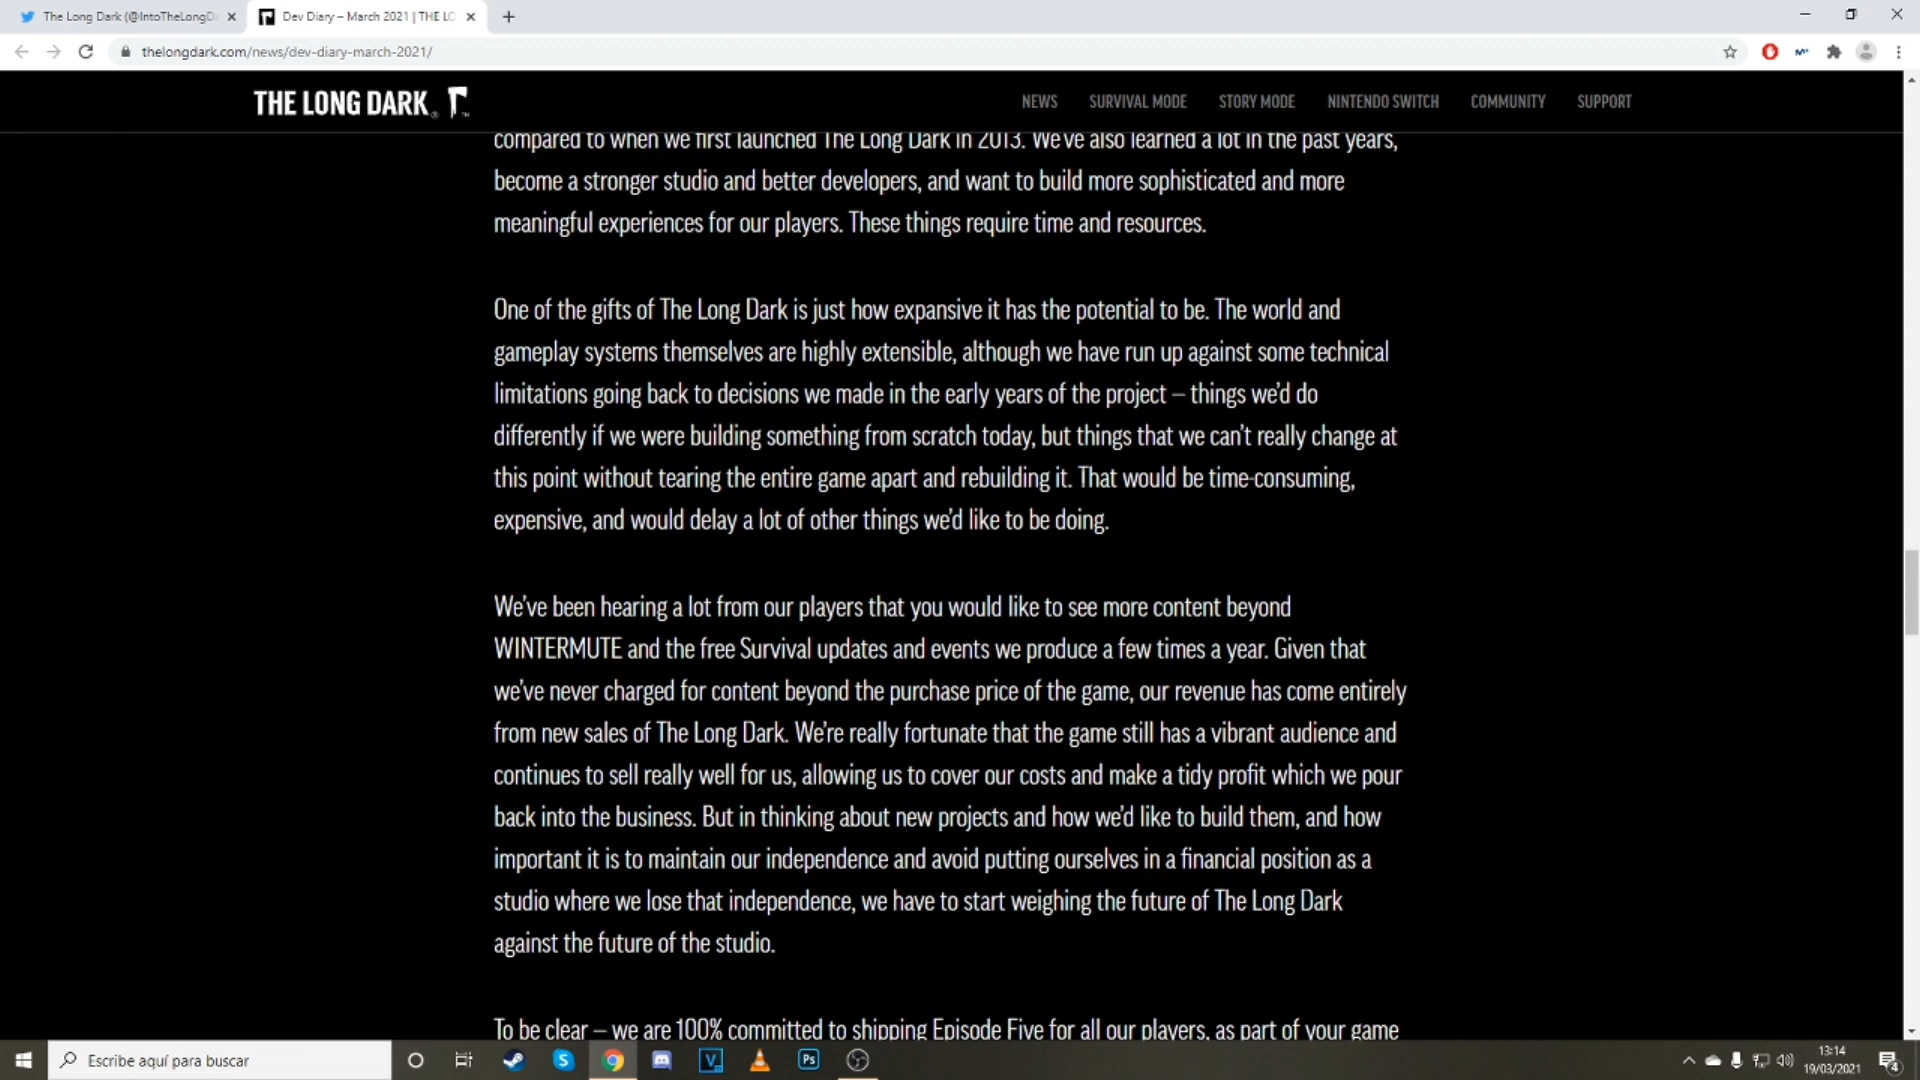 The Long Dark (@IntoTheLongD
Dev Diary – March 2021 | THE LO
thelongdark.com/news/dev-diary-march-2021/
THE LONG DARK
NEWS SURVIVAL MODE STORY MODE NINTENDO SWITCH COMMUNITY SUPPORT
compared to when we first launched The Long Dark in 2013. We've also learned a lot in the past years,
become a stronger studio and better developers, and want to build more sophisticated and more
meaningful experiences for our players. These things require time and resources.
One of the gifts of The Long Dark is just how expansive it has the potential to be. The world and
gameplay systems themselves are highly extensible, although we have run up against some technical
limitations going back to decisions we made in the early years of the project – things we'd do
differently if we were building something from scratch today, but things that we can't really change at
this point without tearing the entire game apart and rebuilding it. That would be time-consuming,
expensive, and would delay a lot of other things we'd like to be doing.
We've been hearing a lot from our players that you would like to see more content beyond
WINTERMUTE and the free Survival updates and events we produce a few times a year. Given that
we've never charged for content beyond the purchase price of the game, our revenue has come entirely
from new sales of The Long Dark. We're really fortunate that the game still has a vibrant audience and
continues to sell really well for us, allowing us to cover our costs and make a tidy profit which we pour
back into the business. But in thinking about new projects and how we'd like to build them, and how
important it is to maintain our independence and avoid putting ourselves in a financial position as a
studio where we lose that independence, we have to start weighing the future of The Long Dark
against the future of the studio.
To be clear – we are 100% committed to shipping Episode Five for all our players, as part of your game
Escribe aquí para buscar
Ps
13:14
19/03/2021
4